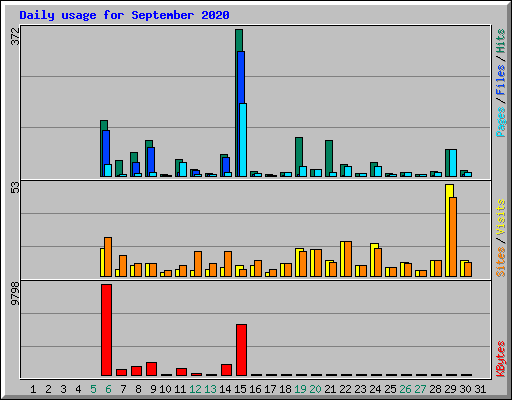 Daily usage for September 2020
372
Pages / Files / Hits
53
Sites / Visits
9798
KBytes
1 2 3 4 5 6 7 8 9 10 11 12 13 14 15 16 17 18 19 20 21 22 23 24 25 26 27 28 29 30 31